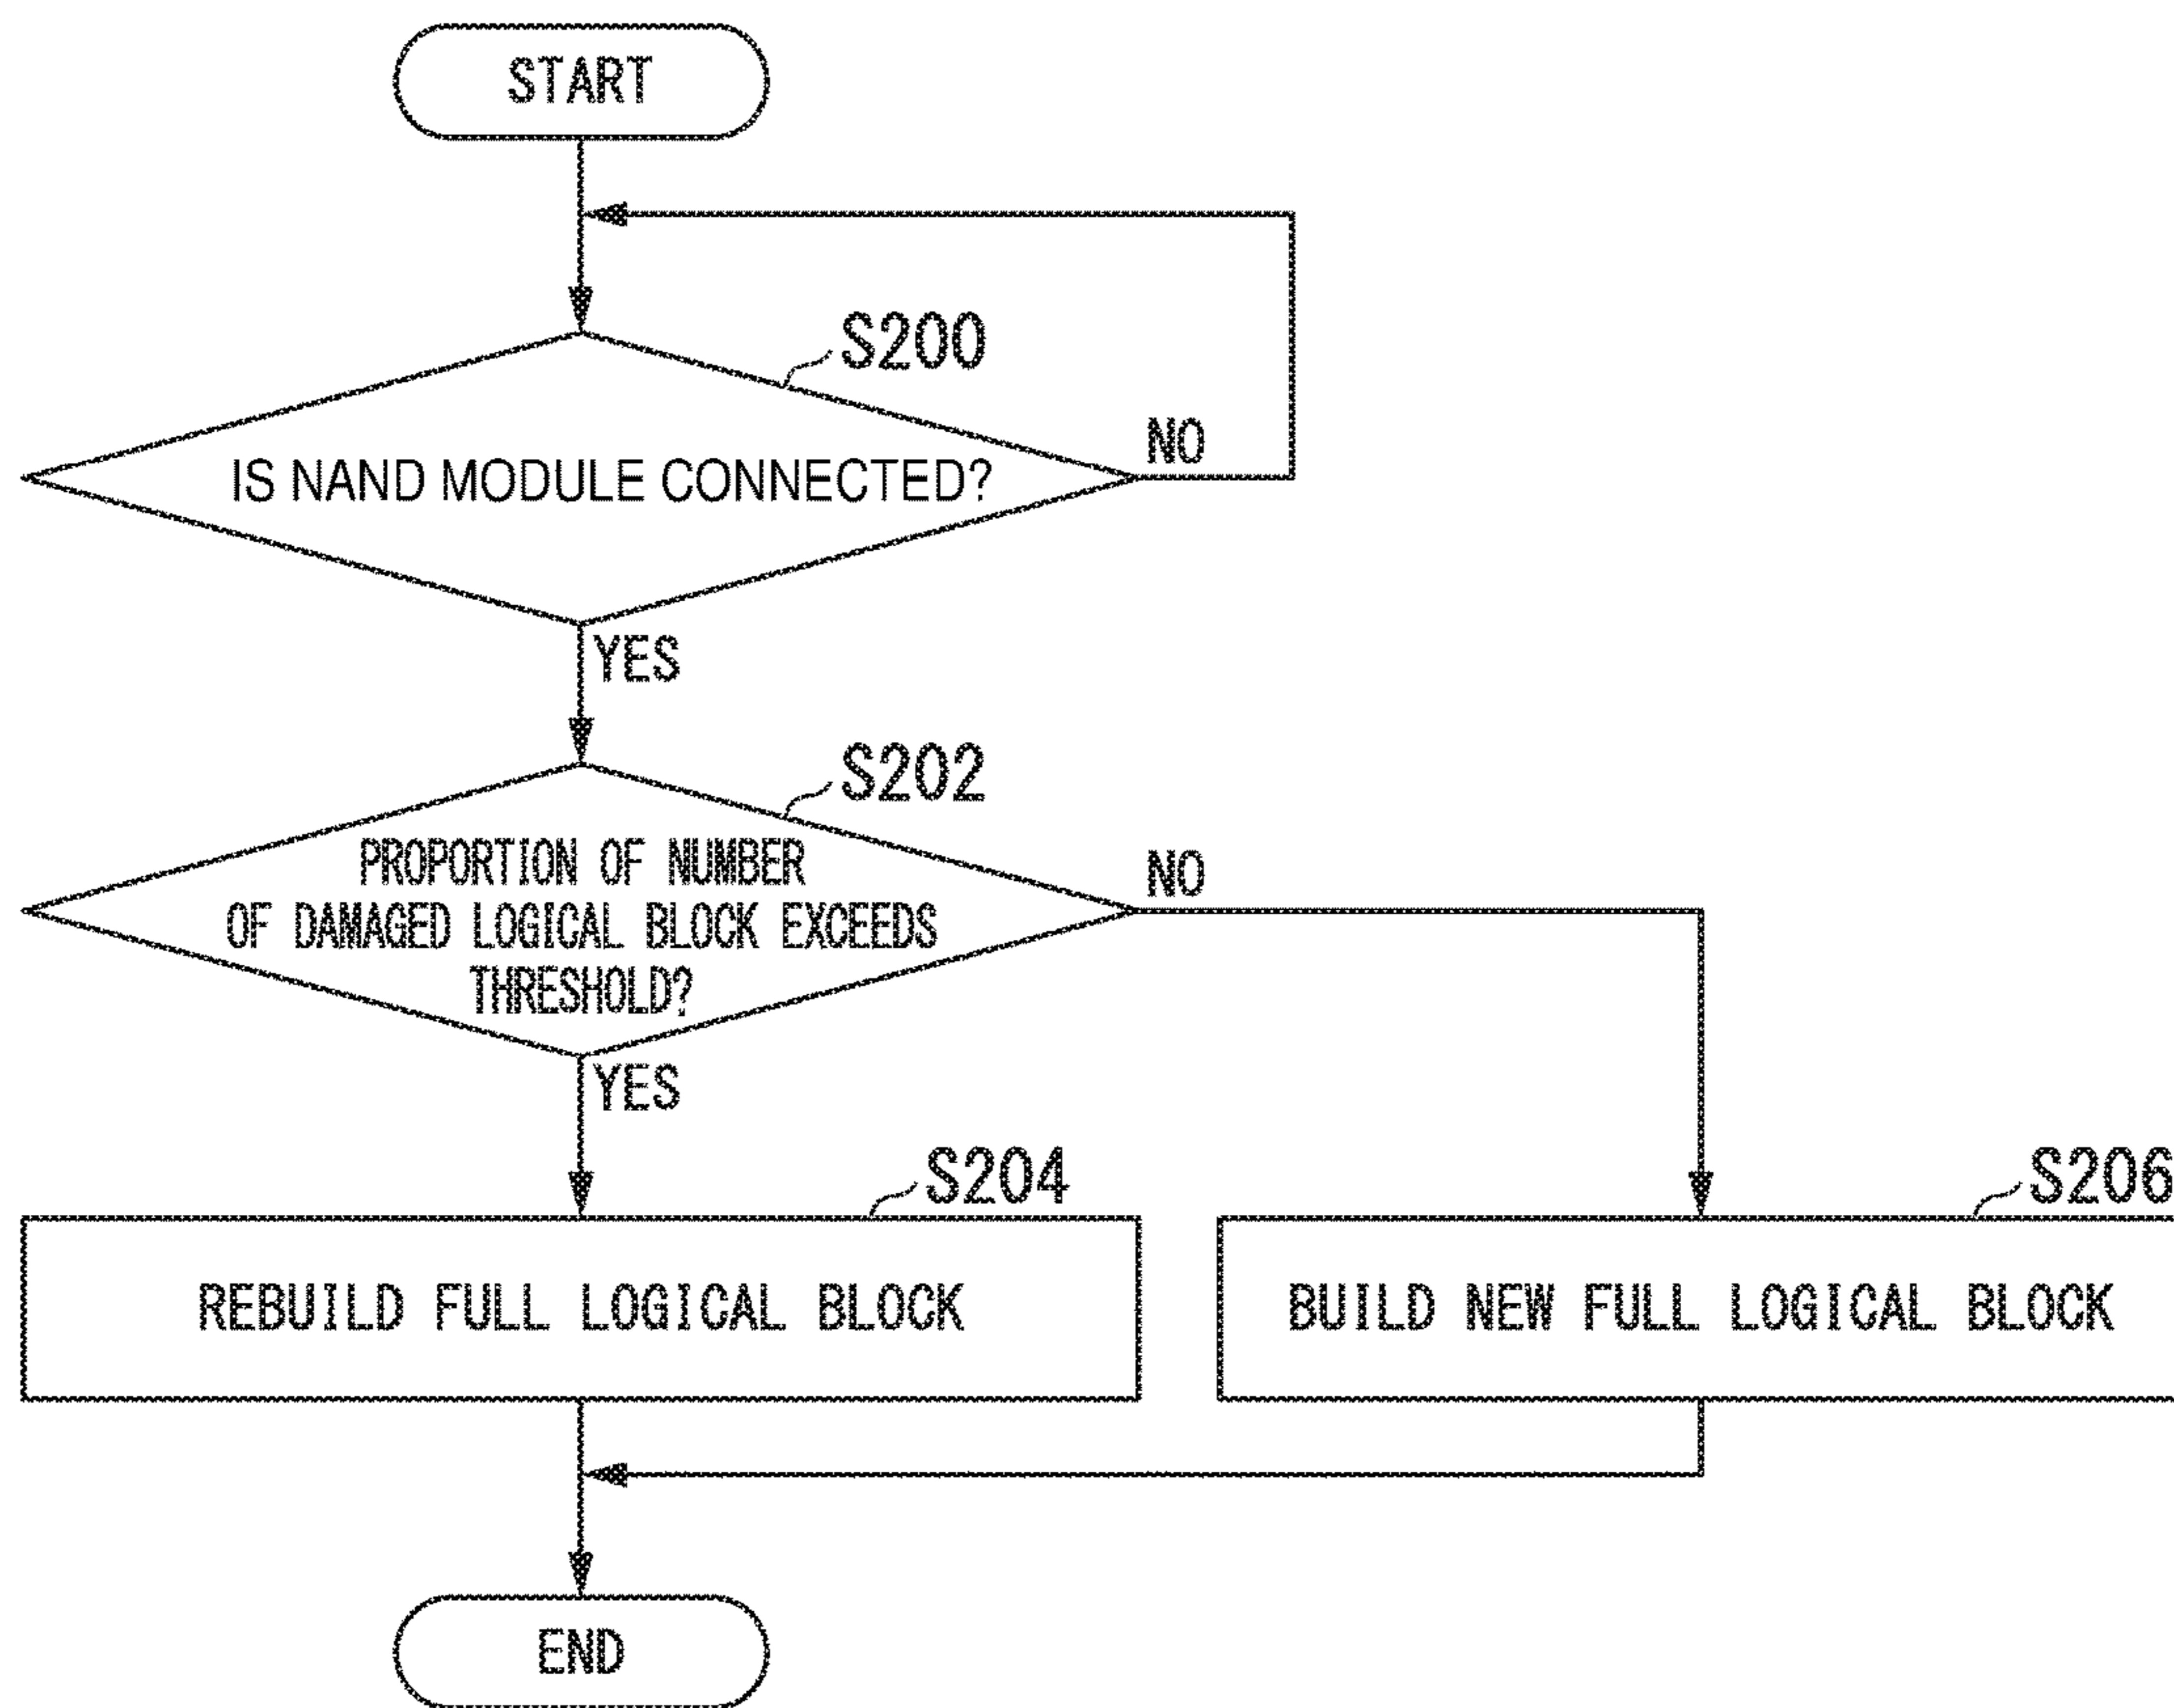 START
S200
IS NAND MODULE CONNECTED?
NO
YES
S202
PROPORTION OF NUMBER
OF DAMAGED LOGICAL BLOCK EXCEEDS
THRESHOLD?
NO
YES
S204
REBUILD FULL LOGICAL BLOCK
S206
BUILD NEW FULL LOGICAL BLOCK
END